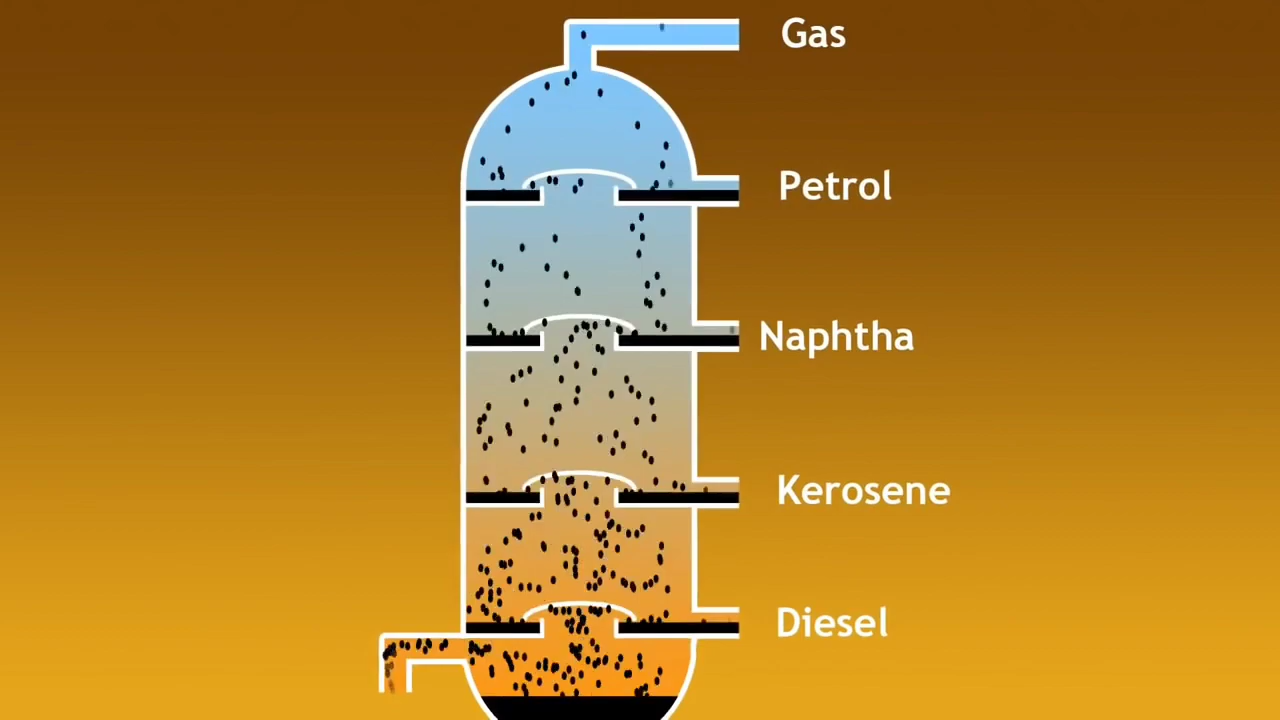 Gas
Petrol
Naphtha
Kerosene
Diesel